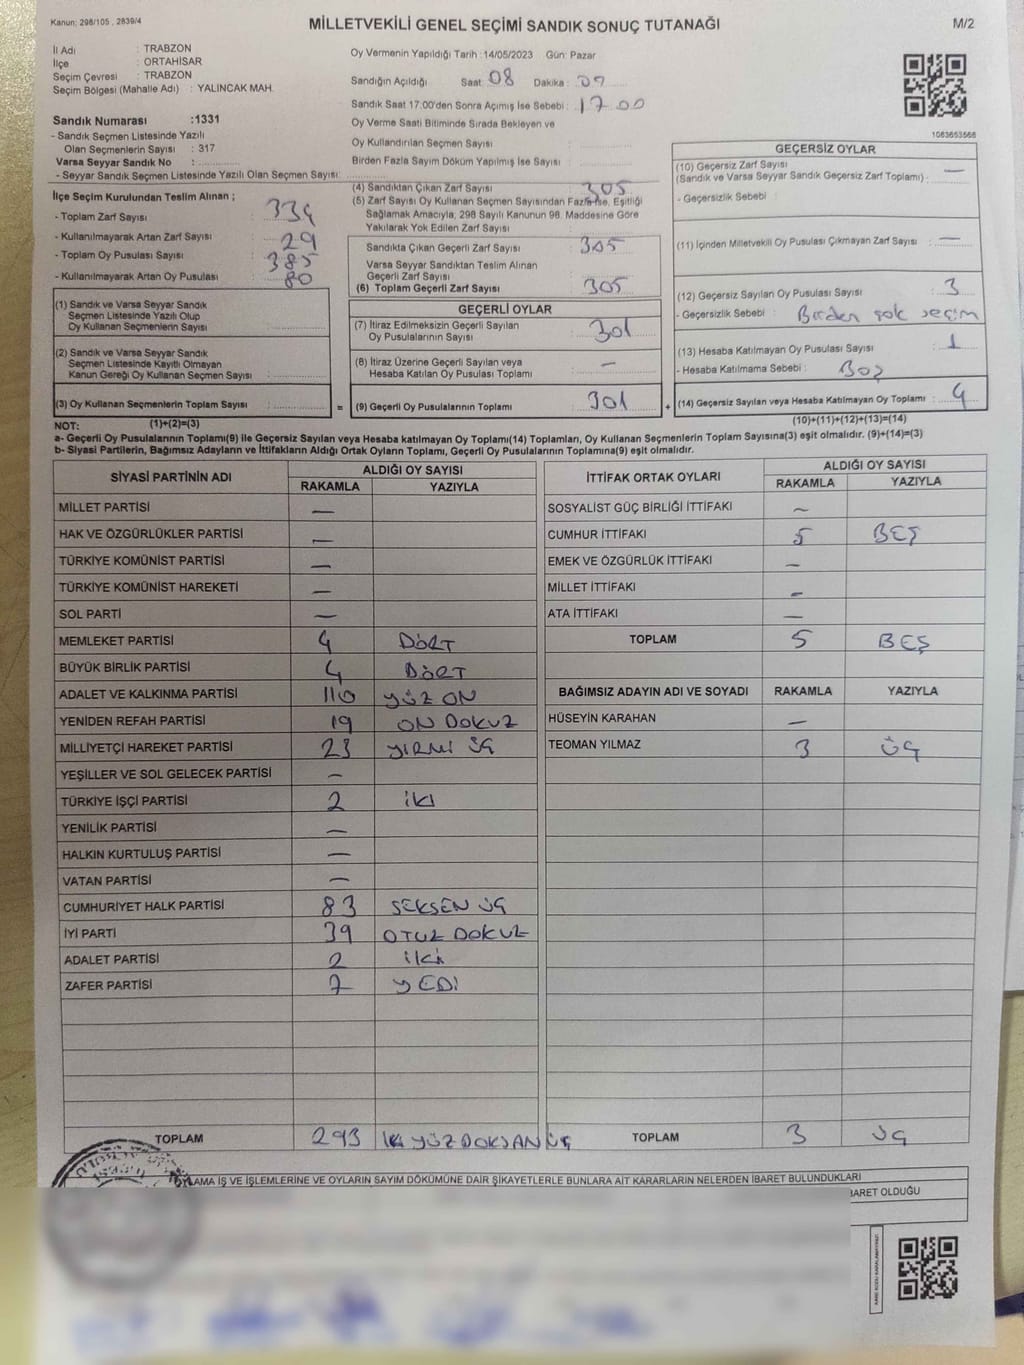 Kanun: 298/105 , 2839/4
MİLLETVEKİLİ GENEL SEÇİMİ SANDIK SONUÇ TUTANAĞI
M/2
İl Adı : TRABZON
İlçe : ORTAHİSAR
Seçim Çevresi : TRABZON
Seçim Bölgesi (Mahalle Adı) : YALINCAK MAH.
Sandık Numarası :1331
- Sandık Seçmen Listesinde Yazılı
Olan Seçmenlerin Sayısı : 317
Varsa Seyyar Sandık No :
- Seyyar Sandık Seçmen Listesinde Yazılı Olan Seçmen Sayısı:
Oy Vermenin Yapıldığı Tarih :14/05/2023 Gün: Pazar
Sandığın Açıldığı Saat: 08 Dakika :
Sandık Saat 17:00'den Sonra Açımış İse Sebebi : 17 00
Oy Verme Saati Bitiminde Sırada Bekleyen ve
Oy Kullandırılan Seçmen Sayısı :
Birden Fazla Sayım Döküm Yapılmış İse Sayısı :
1063653566
İlçe Seçim Kurulundan Teslim Alınan ;
- Toplam Zarf Sayısı : 334
- Kullanılmayarak Artan Zarf Sayısı : 29
- Toplam Oy Pusulası Sayısı : 385
- Kullanılmayarak Artan Oy Pusulası : 80
(1) Sandık ve Varsa Seyyar Sandık
Seçmen Listesinde Yazılı Olup
Oy Kullanan Seçmenlerin Sayısı :
(2) Sandık ve Varsa Seyyar Sandık
Seçmen Listesinde Kayıtlı Olmayan
Kanun Gereği Oy Kullanan Seçmen Sayısı :
(3) Oy Kullanan Seçmenlerin Toplam Sayısı :
=
(4) Sandıktan Çıkan Zarf Sayısı : 305
(5) Zarf Sayısı Oy Kullanan Seçmen Sayısından Fazla İse, Eşitliği
Sağlamak Amacıyla, 298 Sayılı Kanunun 98. Maddesine Göre
Yakılarak Yok Edilen Zarf Sayısı :
Sandıkta Çıkan Geçerli Zarf Sayısı : 305
Varsa Seyyar Sandıktan Teslim Alınan
Geçerli Zarf Sayısı :
(6) Toplam Geçerli Zarf Sayısı : 305
GEÇERLİ OYLAR
(7) İtiraz Edilmeksizin Geçerli Sayılan
Oy Pusulalarının Sayısı : 301
(8) İtiraz Üzerine Geçerli Sayılan veya
Hesaba Katılan Oy Pusulası Toplamı : –
(9) Geçerli Oy Pusulalarının Toplamı : 301
+
GEÇERSİZ OYLAR
(10) Geçersiz Zarf Sayısı
(Sandık ve Varsa Seyyar Sandık Geçersiz Zarf Toplamı) : —
- Geçersizlik Sebebi :
(11) İçinden Milletvekili Oy Pusulası Çıkmayan Zarf Sayısı : —
(12) Geçersiz Sayılan Oy Pusulası Sayısı : 3
- Geçersizlik Sebebi : Birden çok seçim
(13) Hesaba Katılmayan Oy Pusulası Sayısı : 1
- Hesaba Katılmama Sebebi : Boş
(14) Geçersiz Sayılan veya Hesaba Katılmayan Oy Toplamı : 4
NOT: (1)+(2)=(3)
(10)+(11)+(12)+(13)=(14)
a- Geçerli Oy Pusulalarının Toplamı(9) ile Geçersiz Sayılan veya Hesaba katılmayan Oy Toplamı(14) Toplamları, Oy Kullanan Seçmenlerin Toplam Sayısına(3) eşit olmalıdır. (9)+(14)=(3)
b- Siyasi Partilerin, Bağımsız Adayların ve İttifakların Aldığı Ortak Oyların Toplamı, Geçerli Oy Pusulalarının Toplamına(9) eşit olmalıdır.
SİYASİ PARTİNİN ADI
ALDIĞI OY SAYISI
RAKAMLA YAZIYLA
MİLLET PARTİSİ —
HAK VE ÖZGÜRLÜKLER PARTİSİ —
TÜRKİYE KOMÜNİST PARTİSİ —
TÜRKİYE KOMÜNİST HAREKETİ —
SOL PARTİ —
MEMLEKET PARTİSİ 4 DÖRT
BÜYÜK BİRLİK PARTİSİ 4 DÖRT
ADALET VE KALKINMA PARTİSİ 110 YÜZ ON
YENİDEN REFAH PARTİSİ 19 ON DOKUZ
MİLLİYETÇİ HAREKET PARTİSİ 23 YİRMİ ÜÇ
YEŞİLLER VE SOL GELECEK PARTİSİ —
TÜRKİYE İŞÇİ PARTİSİ 2 İKİ
YENİLİK PARTİSİ —
HALKIN KURTULUŞ PARTİSİ —
VATAN PARTİSİ —
CUMHURİYET HALK PARTİSİ 83 SEKSEN ÜÇ
İYİ PARTİ 39 OTUZ DOKUZ
ADALET PARTİSİ 2 İKİ
ZAFER PARTİSİ 7 YEDİ
TOPLAM 293 İKİ YÜZ DOKSAN ÜÇ
İTTİFAK ORTAK OYLARI
ALDIĞI OY SAYISI
RAKAMLA YAZIYLA
SOSYALİST GÜÇ BİRLİĞİ İTTİFAKI —
CUMHUR İTTİFAKI 5 BEŞ
EMEK VE ÖZGÜRLÜK İTTİFAKI —
MİLLET İTTİFAKI —
ATA İTTİFAKI —
TOPLAM 5 BEŞ
BAĞIMSIZ ADAYIN ADI VE SOYADI RAKAMLA YAZIYLA
HÜSEYİN KARAHAN —
TEOMAN YILMAZ 3 ÜÇ
TOPLAM 3 ÜÇ
LAMA İŞ VE İŞLEMLERİNE VE OYLARIN SAYIM DÖKÜMÜNE DAİR ŞİKAYETLERLE BUNLARA AİT KARARLARIN NELERDEN İBARET BULUNDUKLARI
BARET OLDUĞU